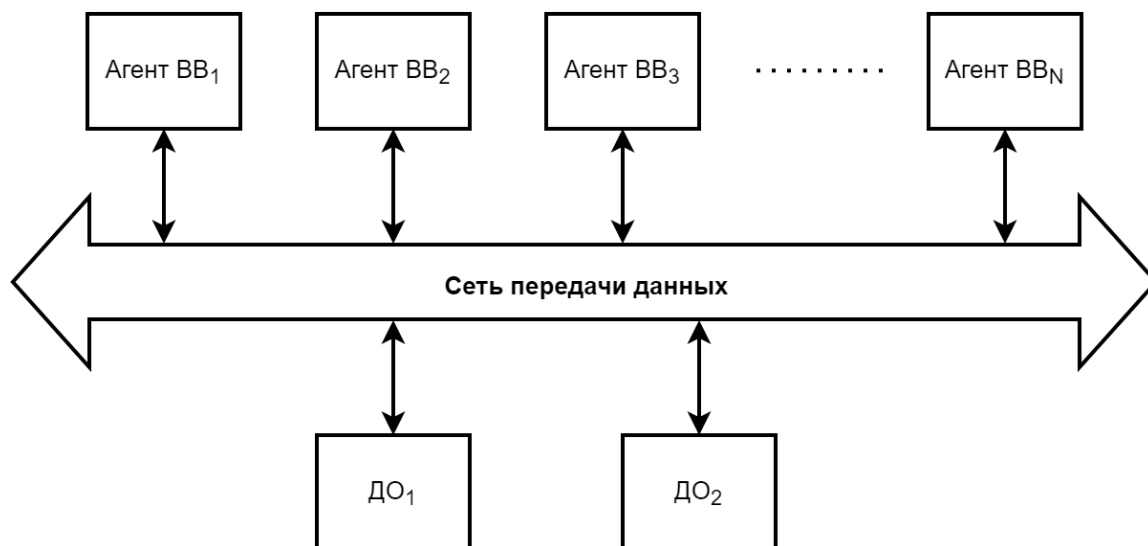 Агент ВВ1
Агент ВВ2
Агент ВВ3
.........
Агент ВВN
Сеть передачи данных
ДО1
ДО2